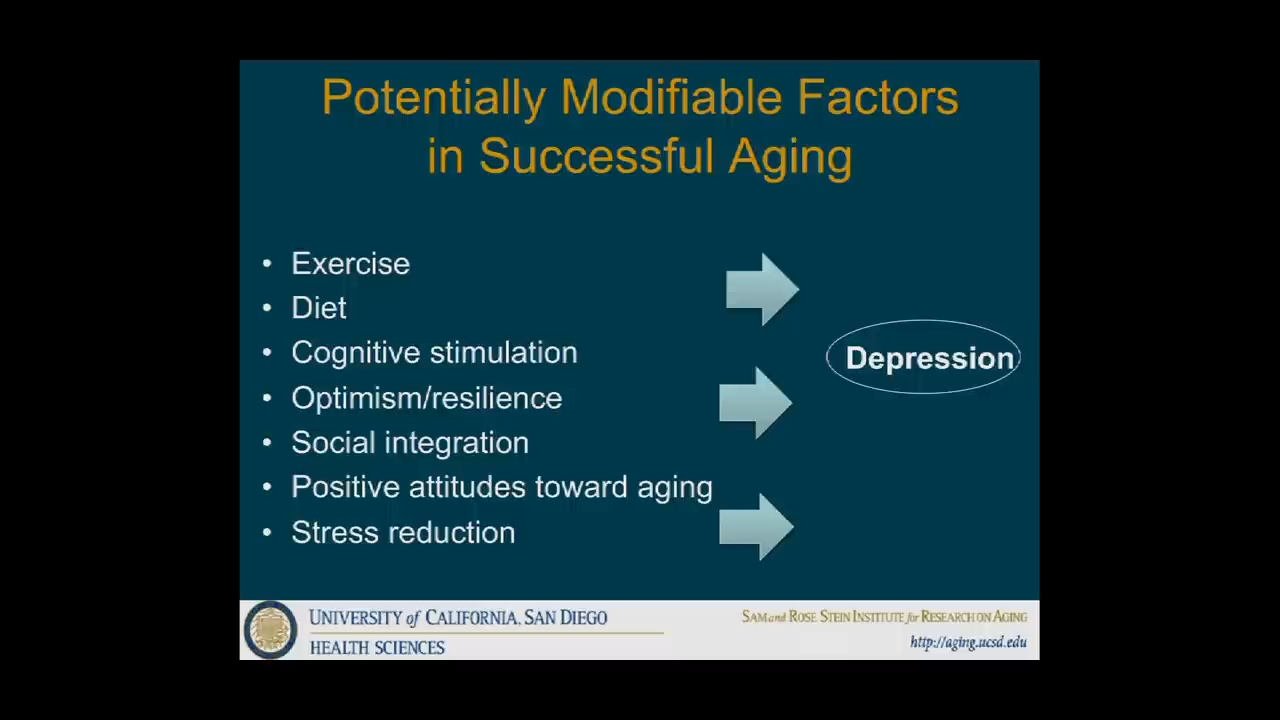 Potentially Modifiable Factors
in Successful Aging
• Exercise
• Diet
• Cognitive stimulation
• Optimism/resilience
• Social integration
• Positive attitudes toward aging
• Stress reduction
Depression
UNIVERSITY of CALIFORNIA, SAN DIEGO
HEALTH SCIENCES
SAM and ROSE STEIN INSTITUTE for RESEARCH ON AGING
http://aging.ucsd.edu